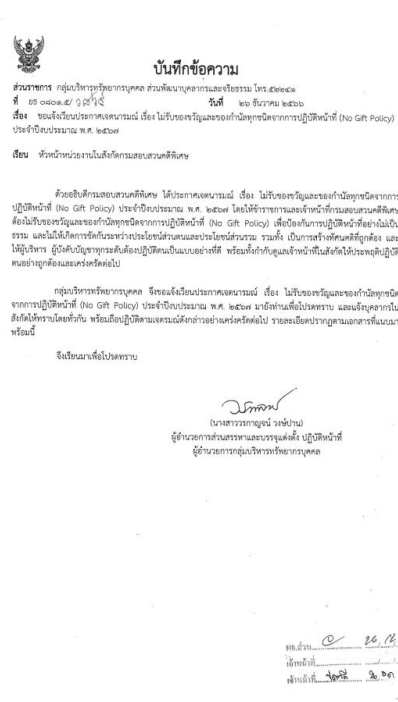 บันทึกข้อความ
ส่วนราชการ กลุ่มบริหารทรัพยากรบุคคล ส่วนพัฒนาบุคลากรและจริยธรรม โทร.๕๒๒๔๑
ที่ ยธ ๐๘๐๑.๕/ วันที่ ๒๖ ธันวาคม ๒๕๖๖
เรื่อง ขอแจ้งเวียนประกาศเจตนารมณ์ เรื่อง ไม่รับของขวัญและของกำนัลทุกชนิดจากการปฏิบัติหน้าที่ (No Gift Policy)
ประจำปีงบประมาณ พ.ศ. ๒๕๖๗
เรียน หัวหน้าหน่วยงานในสังกัดกรมสอบสวนคดีพิเศษ
ด้วยอธิบดีกรมสอบสวนคดีพิเศษ ได้ประกาศเจตนารมณ์ เรื่อง ไม่รับของขวัญและของกำนัลทุกชนิดจากการ
ปฏิบัติหน้าที่ (No Gift Policy) ประจำปีงบประมาณ พ.ศ. ๒๕๖๗ โดยให้ข้าราชการและเจ้าหน้าที่กรมสอบสวนคดีพิเศษ
ต้องไม่รับของขวัญและของกำนัลทุกชนิดจากการปฏิบัติหน้าที่ (No Gift Policy) เพื่อป้องกันการปฏิบัติหน้าที่อย่างไม่เป็น
ธรรม และไม่ให้เกิดการขัดกันระหว่างประโยชน์ส่วนตนและประโยชน์ส่วนรวม รวมทั้ง เป็นการสร้างทัศนคติที่ถูกต้อง และ
ให้ผู้บริหาร ผู้บังคับบัญชาทุกระดับต้องปฏิบัติตนเป็นแบบอย่างที่ดี พร้อมทั้งกำกับดูแลเจ้าหน้าที่ในสังกัดให้ประพฤติปฏิบัติ
ตนอย่างถูกต้องและเคร่งครัดต่อไป
กลุ่มบริหารทรัพยากรบุคคล จึงขอแจ้งเวียนประกาศเจตนารมณ์ เรื่อง ไม่รับของขวัญและของกำนัลทุกชนิด
จากการปฏิบัติหน้าที่ (No Gift Policy) ประจำปีงบประมาณ พ.ศ. ๒๕๖๗ มายังท่านเพื่อโปรดทราบ และแจ้งบุคลากรใน
สังกัดให้ทราบโดยทั่วกัน พร้อมถือปฏิบัติตามเจตรมณ์ดังกล่าวอย่างเคร่งครัดต่อไป รายละเอียดปรากฏตามเอกสารที่แนบมา
พร้อมนี้
จึงเรียนมาเพื่อโปรดทราบ
(นางสาววรกาญจน์ วงษ์ปาน)
ผู้อำนวยการส่วนสรรหาและบรรจุแต่งตั้ง ปฏิบัติหน้าที่
ผู้อำนวยการกลุ่มบริหารทรัพยากรบุคคล
ผอ.ส่วน
เจ้าหน้าที่
เจ้าหน้าที่